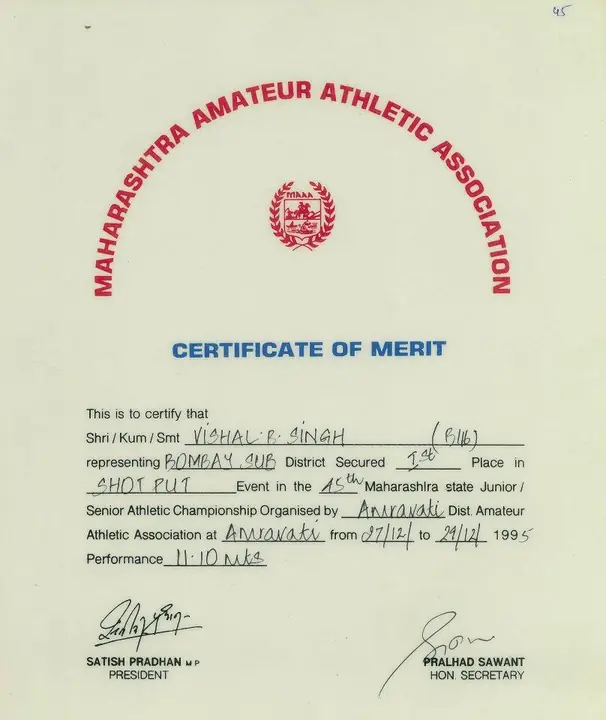 45
MAHARASHTRA AMATEUR ATHLETIC ASSOCIATION
MAAA
CERTIFICATE OF MERIT
This is to certify that
Shri / Kum / Smt VISHAL·B·SINGH (B116)
representing BOMBAY SUB District Secured Ist Place in
SHOT PUT Event in the 45th Maharashtra state Junior /
Senior Athletic Championship Organised by Amravati Dist. Amateur
Athletic Association at Amravati from 27/12/ to 29/12/ 1995
Performance 11·10 mts
SATISH PRADHAN M P
PRESIDENT
PRALHAD SAWANT
HON. SECRETARY